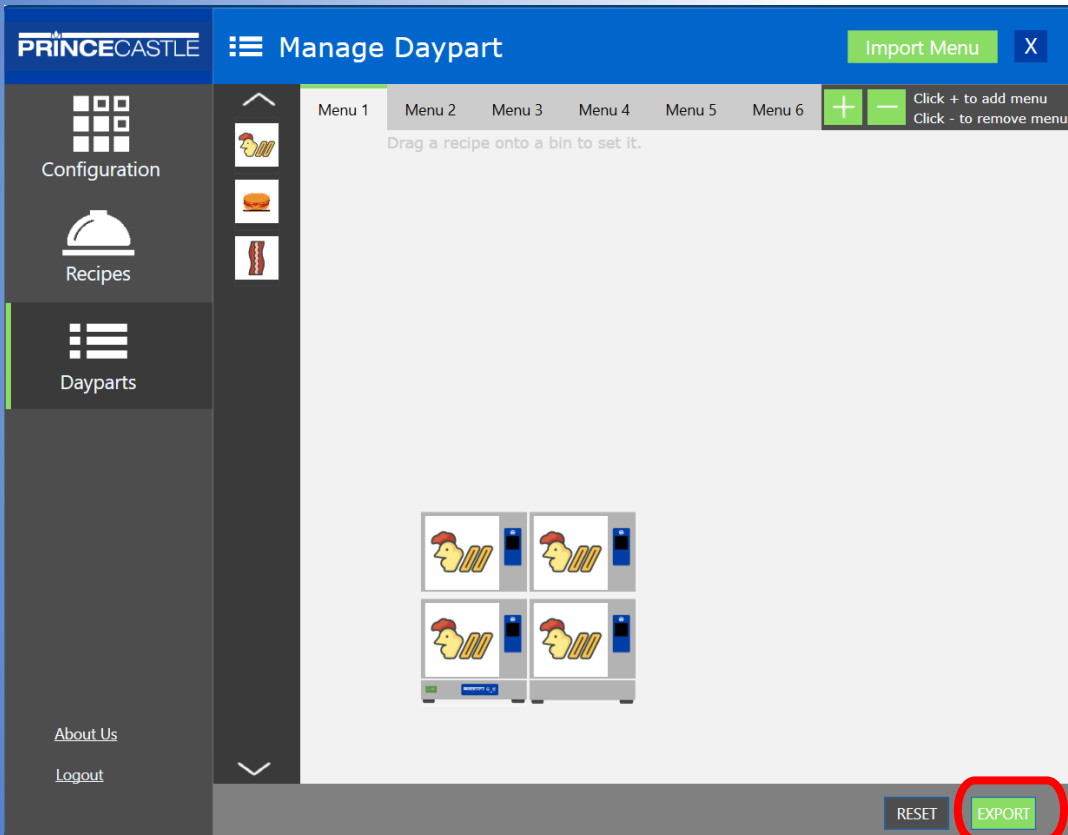 PRINCECASTLE
Manage Daypart
Import Menu
X
Configuration
Recipes
Dayparts
About Us
Logout
Menu 1
Menu 2
Menu 3
Menu 4
Menu 5
Menu 6
+
−
Click + to add menu
Click - to remove menu
Drag a recipe onto a bin to set it.
RESET
EXPORT